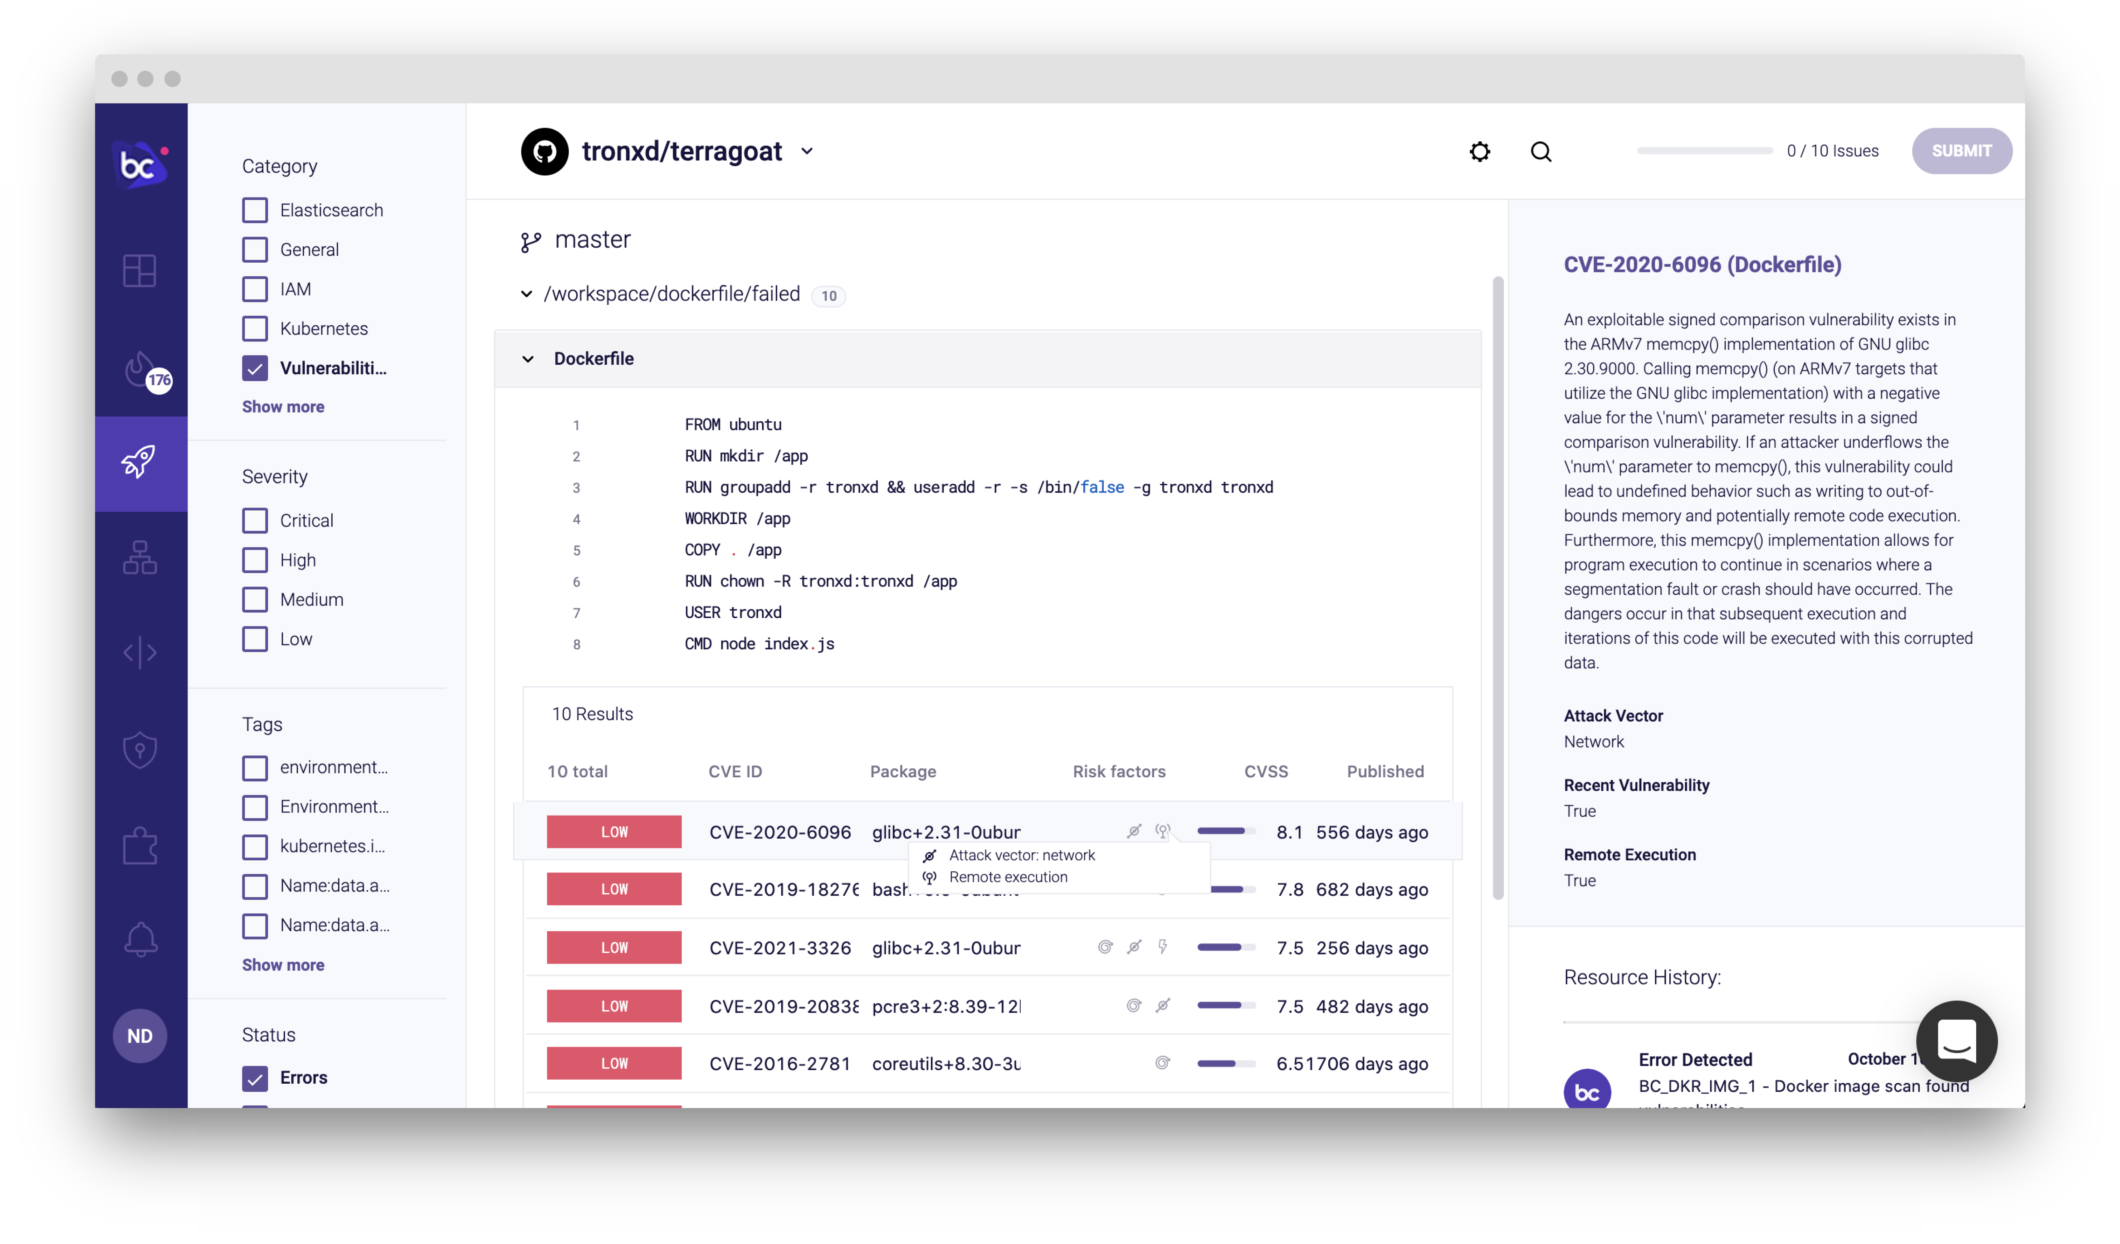 bc
176
ND
Category
Elasticsearch
General
IAM
Kubernetes
Vulnerabiliti...
Show more
Severity
Critical
High
Medium
Low
Tags
environment...
Environment...
kubernetes.i...
Name:data.a...
Name:data.a...
Show more
Status
Errors
tronxd/terragoat
0 / 10 Issues
SUBMIT
master
/workspace/dockerfile/failed 10
Dockerfile
1 FROM ubuntu
2 RUN mkdir /app
3 RUN groupadd -r tronxd && useradd -r -s /bin/false -g tronxd tronxd
4 WORKDIR /app
5 COPY . /app
6 RUN chown -R tronxd:tronxd /app
7 USER tronxd
8 CMD node index.js
10 Results
10 total CVE ID Package Risk factors CVSS Published
LOW CVE-2020-6096 glibc+2.31-0ubur 8.1 556 days ago
Attack vector: network
Remote execution
LOW CVE-2019-18276 7.8 682 days ago
LOW CVE-2021-3326 glibc+2.31-0ubur 7.5 256 days ago
LOW CVE-2019-20838 pcre3+2:8.39-12 7.5 482 days ago
LOW CVE-2016-2781 coreutils+8.30-3u 6.5 1706 days ago
CVE-2020-6096 (Dockerfile)
An exploitable signed comparison vulnerability exists in
the ARMv7 memcpy() implementation of GNU glibc
2.30.9000. Calling memcpy() (on ARMv7 targets that
utilize the GNU glibc implementation) with a negative
value for the \'num\' parameter results in a signed
comparison vulnerability. If an attacker underflows the
\'num\' parameter to memcpy(), this vulnerability could
lead to undefined behavior such as writing to out-of-
bounds memory and potentially remote code execution.
Furthermore, this memcpy() implementation allows for
program execution to continue in scenarios where a
segmentation fault or crash should have occurred. The
dangers occur in that subsequent execution and
iterations of this code will be executed with this corrupted
data.
Attack Vector
Network
Recent Vulnerability
True
Remote Execution
True
Resource History:
bc
Error Detected October
BC_DKR_IMG_1 - Docker image scan found